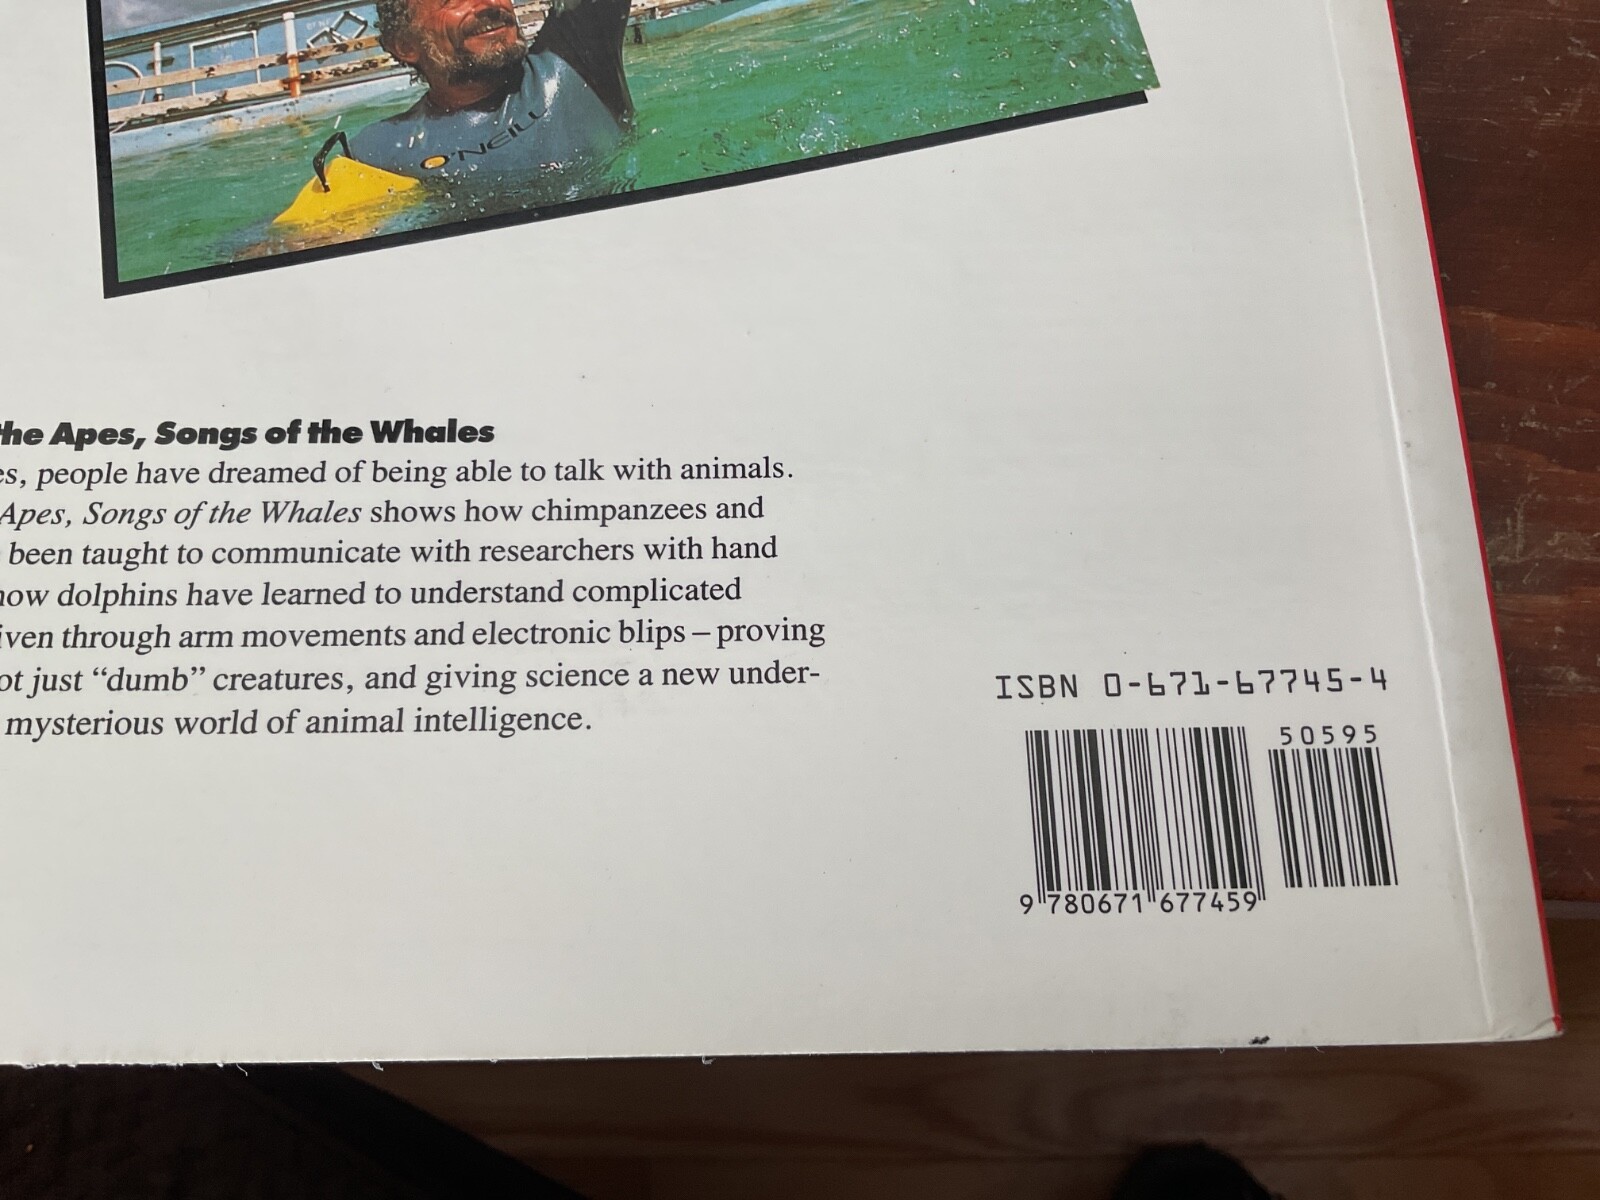 O'NEILL
the Apes, Songs of the Whales
es, people have dreamed of being able to talk with animals.
Apes, Songs of the Whales shows how chimpanzees and
been taught to communicate with researchers with hand
how dolphins have learned to understand complicated
iven through arm movements and electronic blips – proving
ot just “dumb” creatures, and giving science a new under-
mysterious world of animal intelligence.
ISBN 0-671-67745-4
50595
9 780671 677459